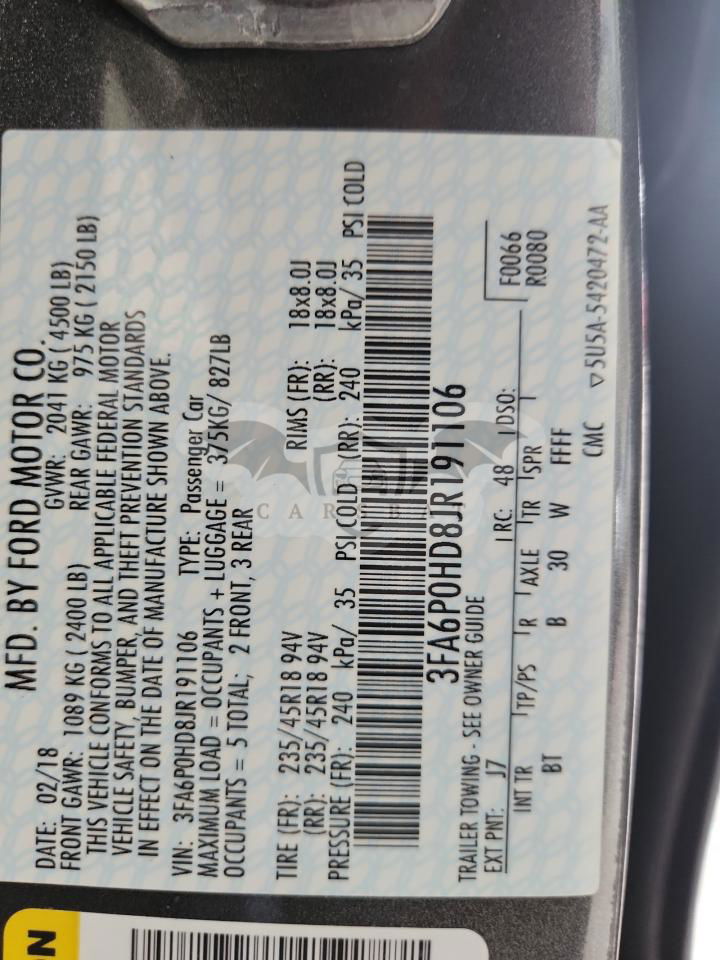 MFD. BY FORD MOTOR CO.
DATE: 02/18 GVWR: 2041 KG ( 4500 LB)
FRONT GAWR: 1089 KG ( 2400 LB) REAR GAWR: 975 KG ( 2150 LB)
THIS VEHICLE CONFORMS TO ALL APPLICABLE FEDERAL MOTOR
VEHICLE SAFETY, BUMPER, AND THEFT PREVENTION STANDARDS
IN EFFECT ON THE DATE OF MANUFACTURE SHOWN ABOVE.
VIN: 3FA6P0HD8JR191106 TYPE: Passenger Car
MAXIMUM LOAD = OCCUPANTS + LUGGAGE = 375KG/ 827LB
OCCUPANTS = 5 TOTAL; 2 FRONT, 3 REAR
TIRE (FR): 235/45R18 94V RIMS (FR): 18x8.0J
(RR): 235/45R18 94V (RR): 18x8.0J
PRESSURE (FR): 240 kPa/ 35 PSI COLD (RR): 240 kPa/ 35 PSI COLD
3FA6P0HD8JR191106
TRAILER TOWING - SEE OWNER GUIDE
EXT PNT: J7 RC: 48 DSO: F0066
R0080
INT TR TP/PS R AXLE TR SPR
BT B 30 W FFFF
CMC ▽5U5A-5420472-AA
CARSBAT
N